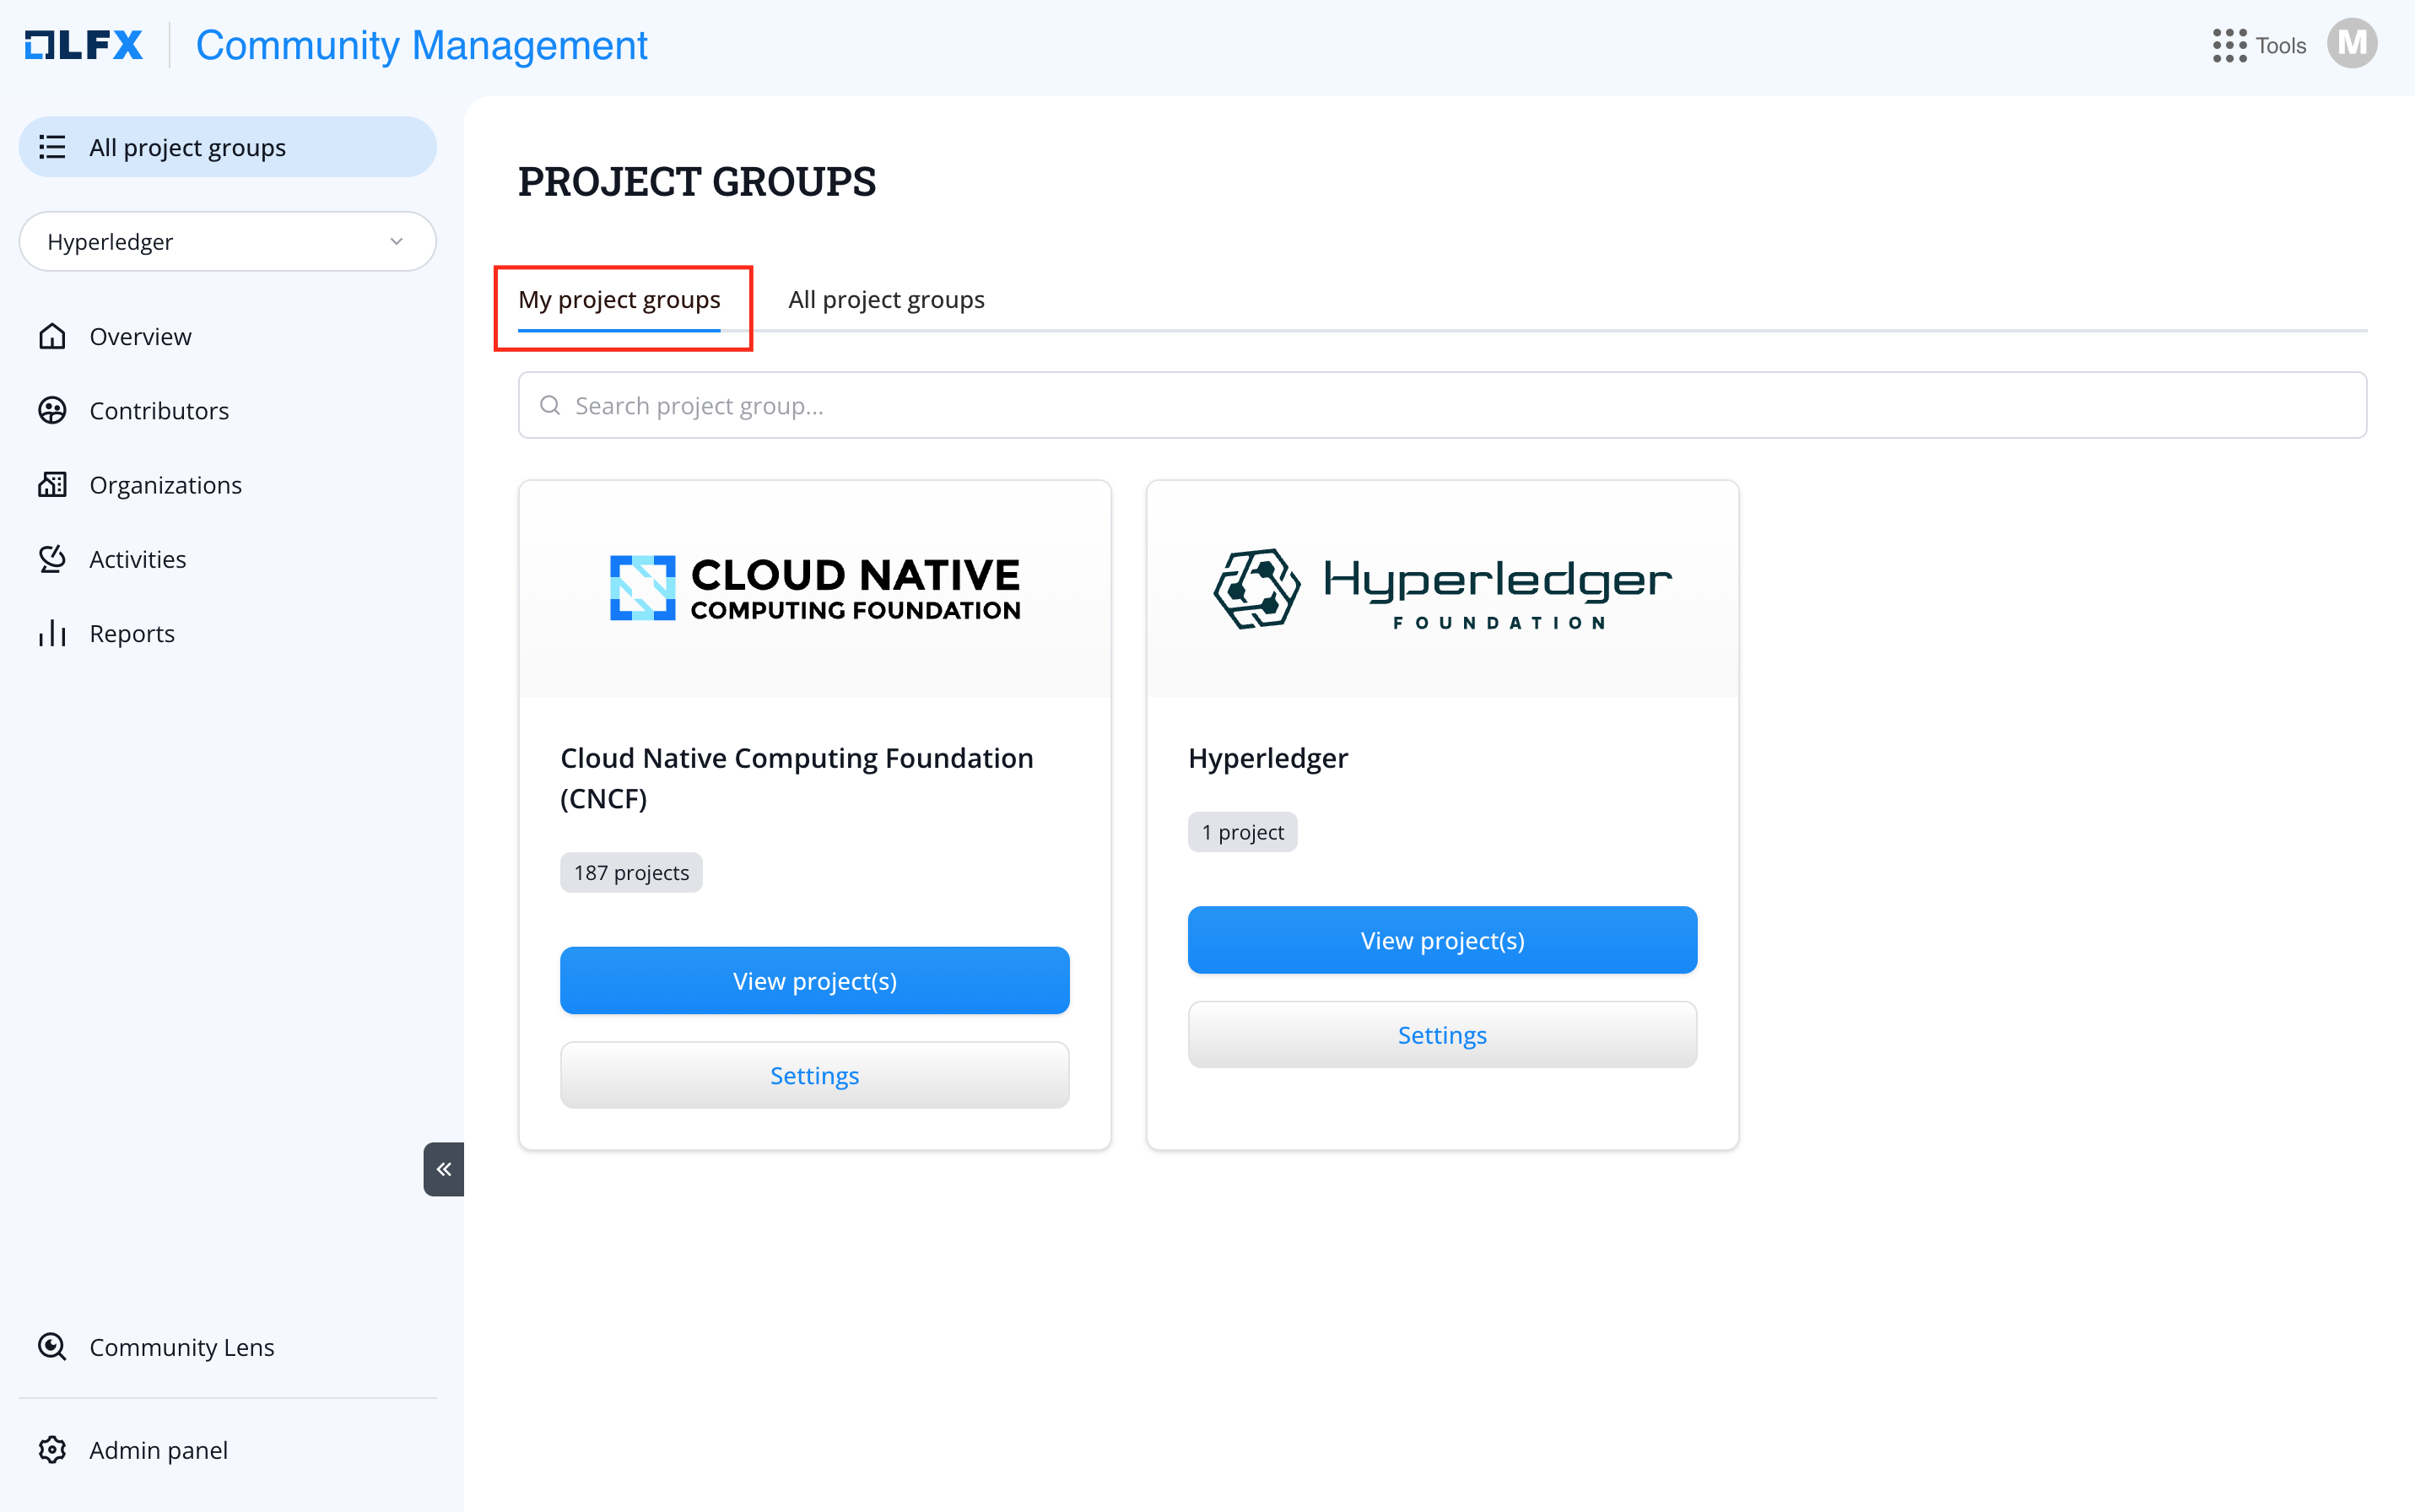 LFX
Community Management
Tools
M
All project groups
Hyperledger
Overview
Contributors
Organizations
Activities
Reports
Community Lens
Admin panel
PROJECT GROUPS
My project groups
All project groups
Search project group...
CLOUD NATIVE
COMPUTING FOUNDATION
Cloud Native Computing Foundation
(CNCF)
187 projects
View project(s)
Settings
Hyperledger
FOUNDATION
Hyperledger
1 project
View project(s)
Settings